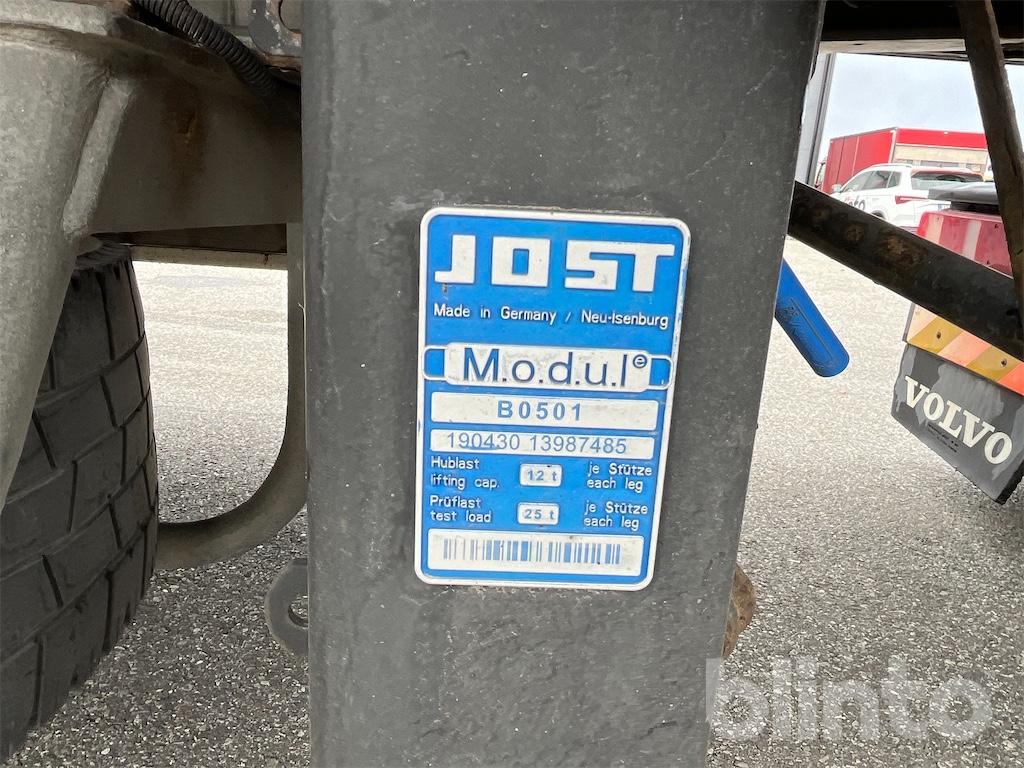 JOST
Made in Germany / Neu-Isenburg
M.o.d.u.l e
B0501
190430 13987485
Hublast 12 t je Stütze
lifting cap. each leg
Prüflast 25 t je Stütze
test load each leg
VOLVO
blinto